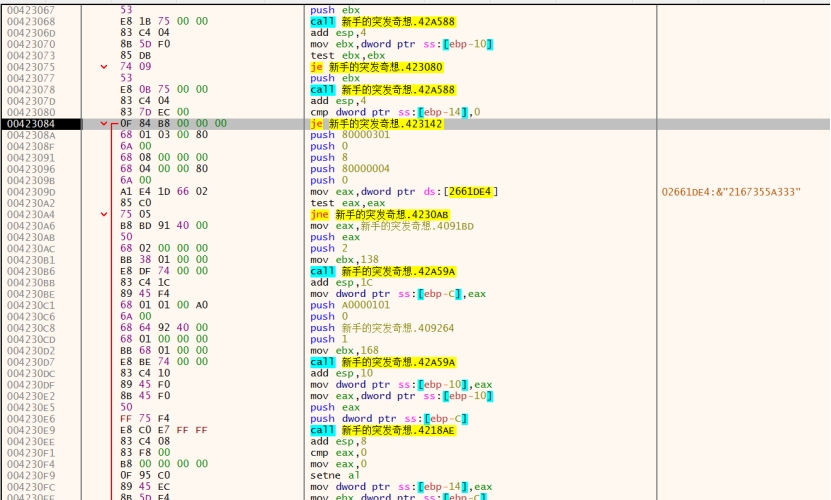 00423067 53 push ebx
00423068 E8 1B 75 00 00 call 新手的突发奇想.42A588
0042306D 83 C4 04 add esp,4
00423070 8B 5D F0 mov ebx,dword ptr ss:[ebp-10]
00423073 85 DB test ebx,ebx
00423075 74 09 je 新手的突发奇想.423080
00423077 53 push ebx
00423078 E8 0B 75 00 00 call 新手的突发奇想.42A588
0042307D 83 C4 04 add esp,4
00423080 83 7D EC 00 cmp dword ptr ss:[ebp-14],0
00423084 0F 84 B8 00 00 00 je 新手的突发奇想.423142
0042308A 68 01 03 00 80 push 80000301
0042308F 6A 00 push 0
00423091 68 08 00 00 00 push 8
00423096 68 04 00 00 80 push 80000004
0042309B 6A 00 push 0
0042309D A1 E4 1D 66 02 mov eax,dword ptr ds:[2661DE4] 02661DE4:&"2167355A333"
004230A2 85 C0 test eax,eax
004230A4 75 05 jne 新手的突发奇想.4230AB
004230A6 B8 BD 91 40 00 mov eax,新手的突发奇想.4091BD
004230AB 50 push eax
004230AC 68 02 00 00 00 push 2
004230B1 BB 38 01 00 00 mov ebx,138
004230B6 E8 DF 74 00 00 call 新手的突发奇想.42A59A
004230BB 83 C4 1C add esp,1C
004230BE 89 45 F4 mov dword ptr ss:[ebp-C],eax
004230C1 68 01 01 00 A0 push A0000101
004230C6 6A 00 push 0
004230C8 68 64 92 40 00 push 新手的突发奇想.409264
004230CD 68 01 00 00 00 push 1
004230D2 BB 68 01 00 00 mov ebx,168
004230D7 E8 BE 74 00 00 call 新手的突发奇想.42A59A
004230DC 83 C4 10 add esp,10
004230DF 89 45 F0 mov dword ptr ss:[ebp-10],eax
004230E2 8B 45 F0 mov eax,dword ptr ss:[ebp-10]
004230E5 50 push eax
004230E6 FF 75 F4 push dword ptr ss:[ebp-C]
004230E9 E8 C0 E7 FF FF call 新手的突发奇想.4218AE
004230EE 83 C4 08 add esp,8
004230F1 83 F8 00 cmp eax,0
004230F4 B8 00 00 00 00 mov eax,0
004230F9 0F 95 C0 setne al
004230FC 89 45 EC mov dword ptr ss:[ebp-14],eax
004230FF 8B 5D F4 mov ebx,dword ptr ss:[ebp-C]